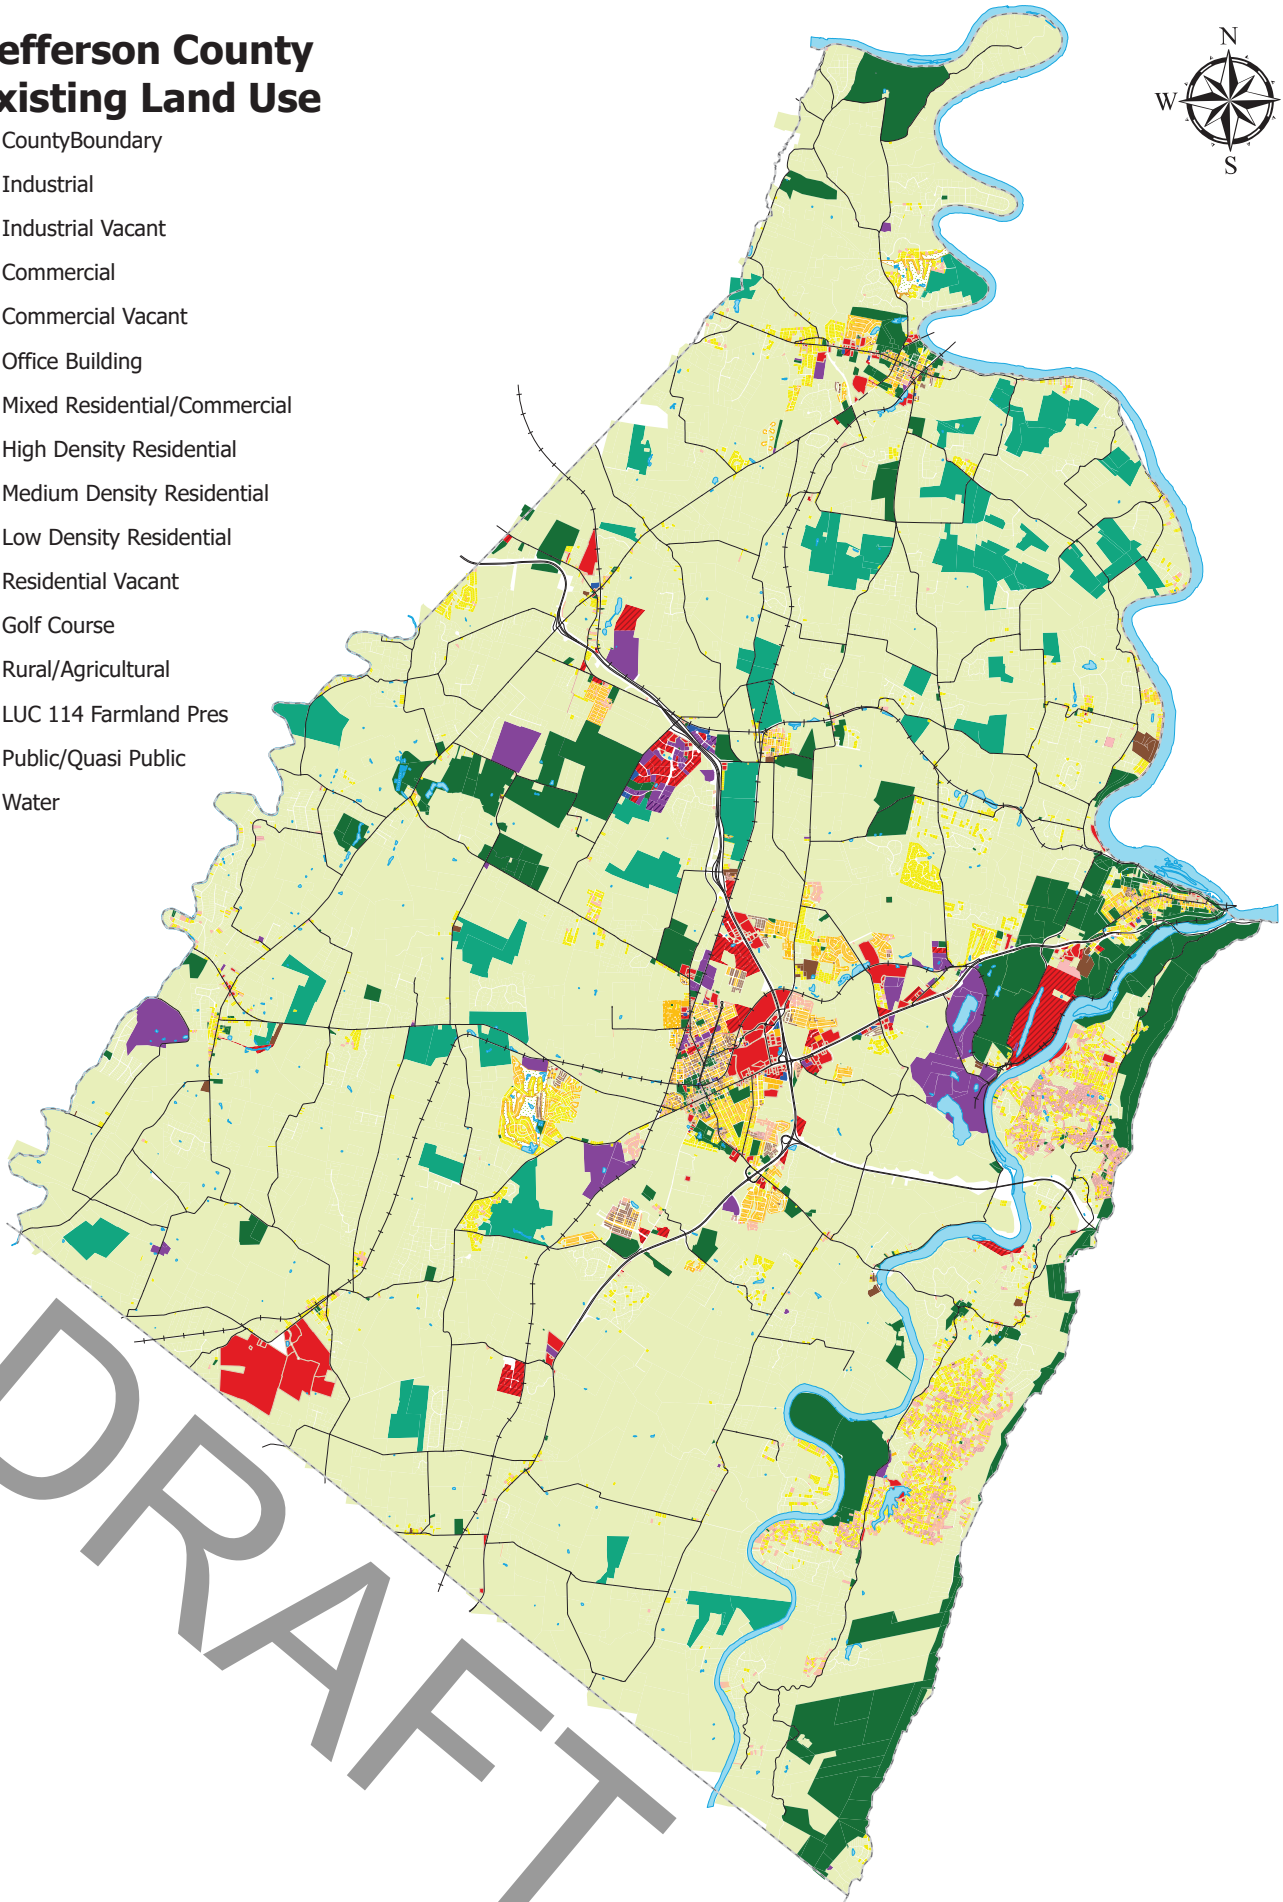 efferson County
xisting Land Use
CountyBoundary
Industrial
Industrial Vacant
Commercial
Commercial Vacant
Office Building
Mixed Residential/Commercial
High Density Residential
Medium Density Residential
Low Density Residential
Residential Vacant
Golf Course
Rural/Agricultural
LUC 114 Farmland Pres
Public/Quasi Public
Water
N
W
S
DRAFT